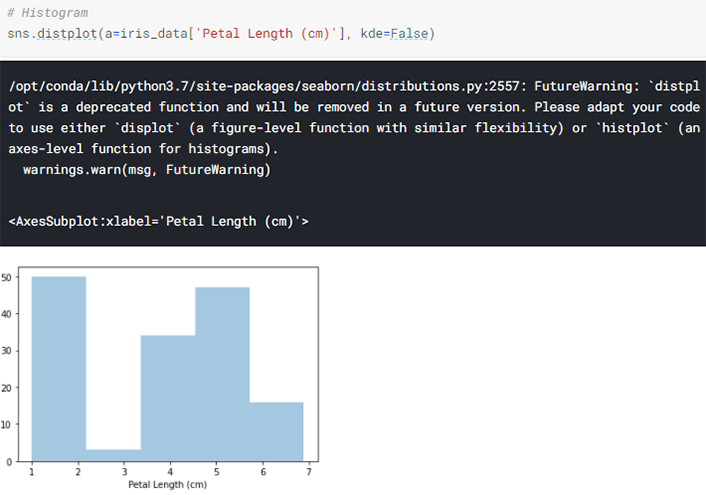 # Histogram
sns.distplot(a=iris_data['Petal Length (cm)'], kde=False)
/opt/conda/lib/python3.7/site-packages/seaborn/distributions.py:2557: FutureWarning: `distpl
ot` is a deprecated function and will be removed in a future version. Please adapt your code
to use either `displot` (a figure-level function with similar flexibility) or `histplot` (an
axes-level function for histograms).
  warnings.warn(msg, FutureWarning)
<AxesSubplot:xlabel='Petal Length (cm)'>
50
40
30
20
10
0
1 2 3 4 5 6 7
Petal Length (cm)